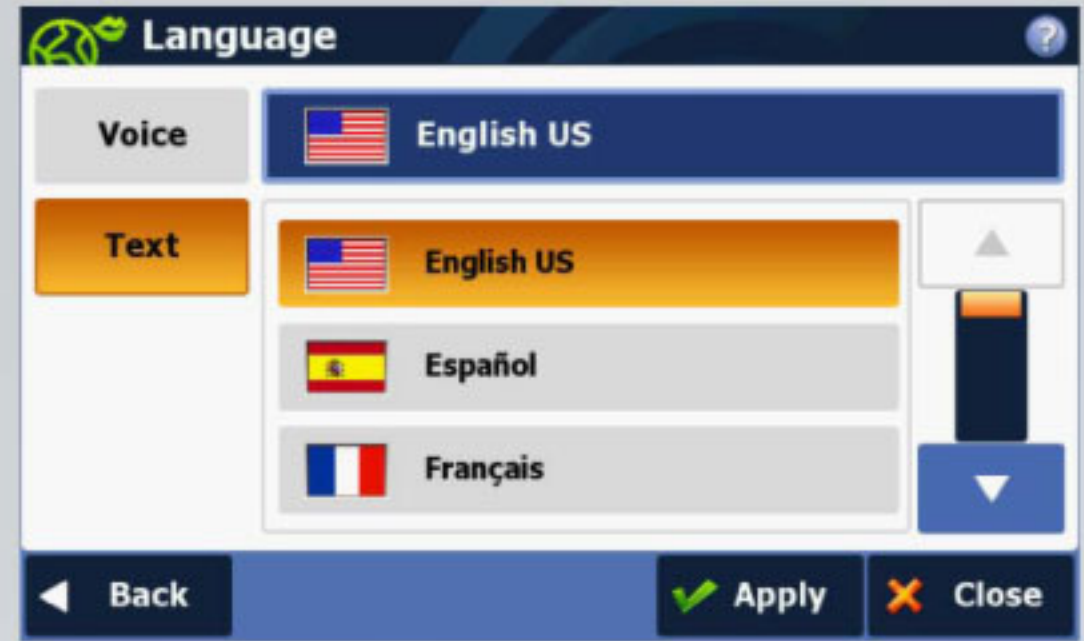 Language
?
Voice
English US
Text
English US
Español
Français
Back
Apply
Close